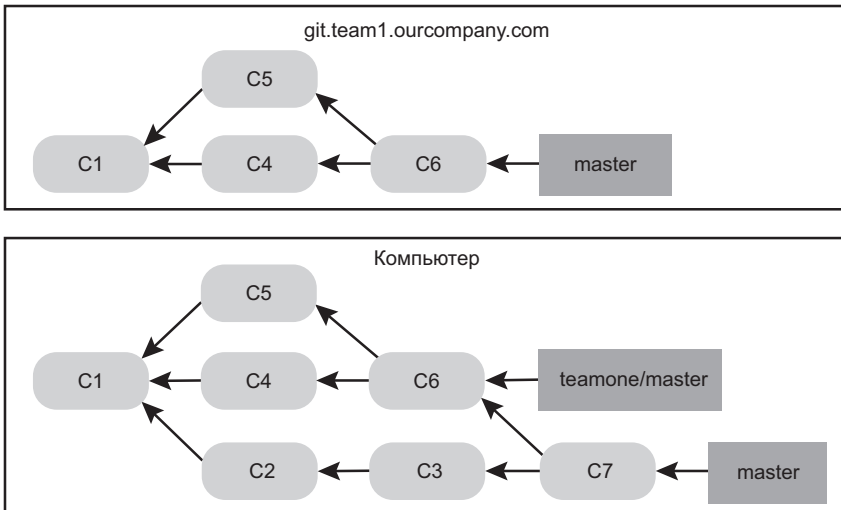 git.team1.ourcompany.com
C5
C1
C4
C6
master
Компьютер
C5
C1
C4
C6
teamone/master
C2
C3
C7
master